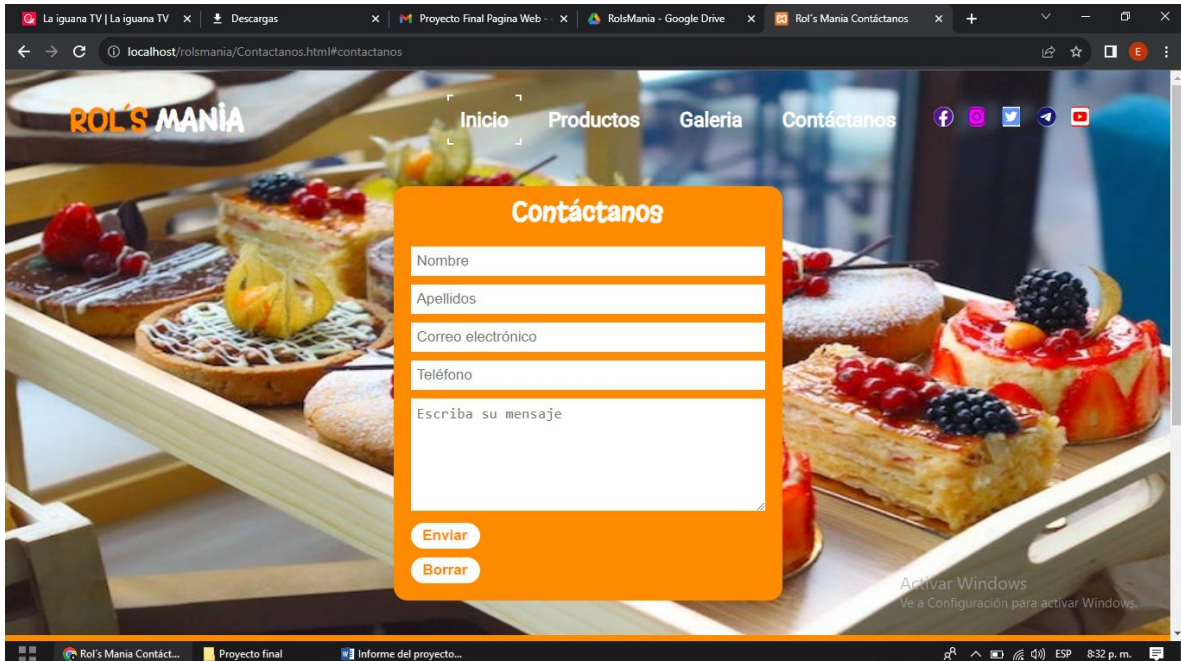 La iguana TV | La iguana TV
Descargas
Proyecto Final Pagina Web -
RolsMania - Google Drive
Rol´s Mania Contáctanos
localhost/rolsmania/Contactanos.html#contactanos
E
ROL´S MANÍA
Inicio
Productos
Galeria
Contáctanos
Contáctanos
Nombre
Apellidos
Correo electrónico
Teléfono
Escriba su mensaje
Enviar
Borrar
Activar Windows
Ve a Configuración para activar Windows.
Rol´s Mania Contáct...
Proyecto final
Informe del proyecto...
ESP
8:32 p. m.